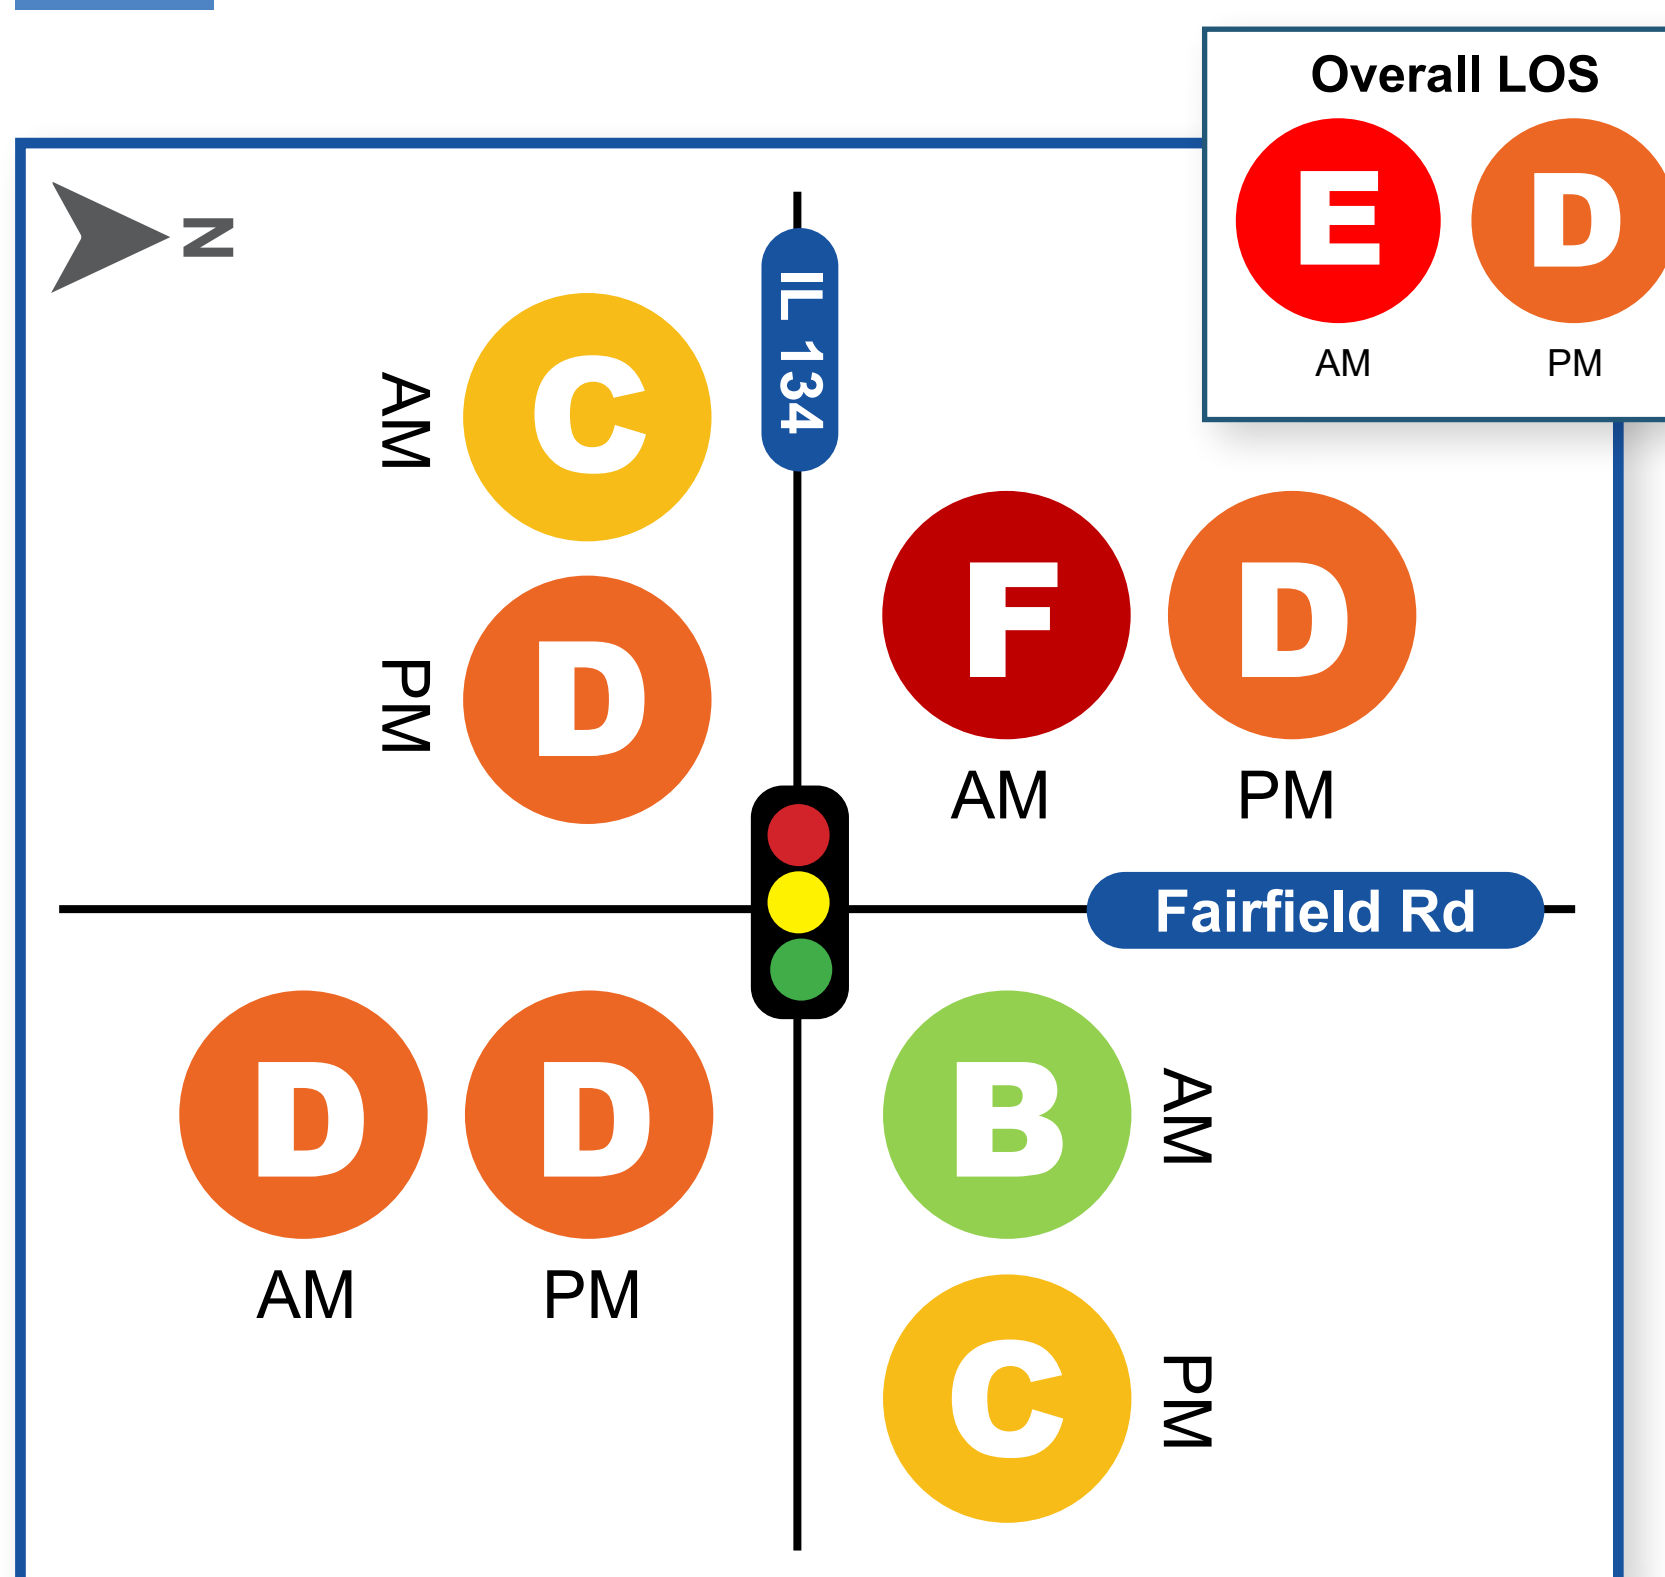 Overall LOS
E D
AM PM
N
IL 134
C
AM
D
PM
F D
AM PM
Fairfield Rd
D D
AM PM
B
AM
C
PM